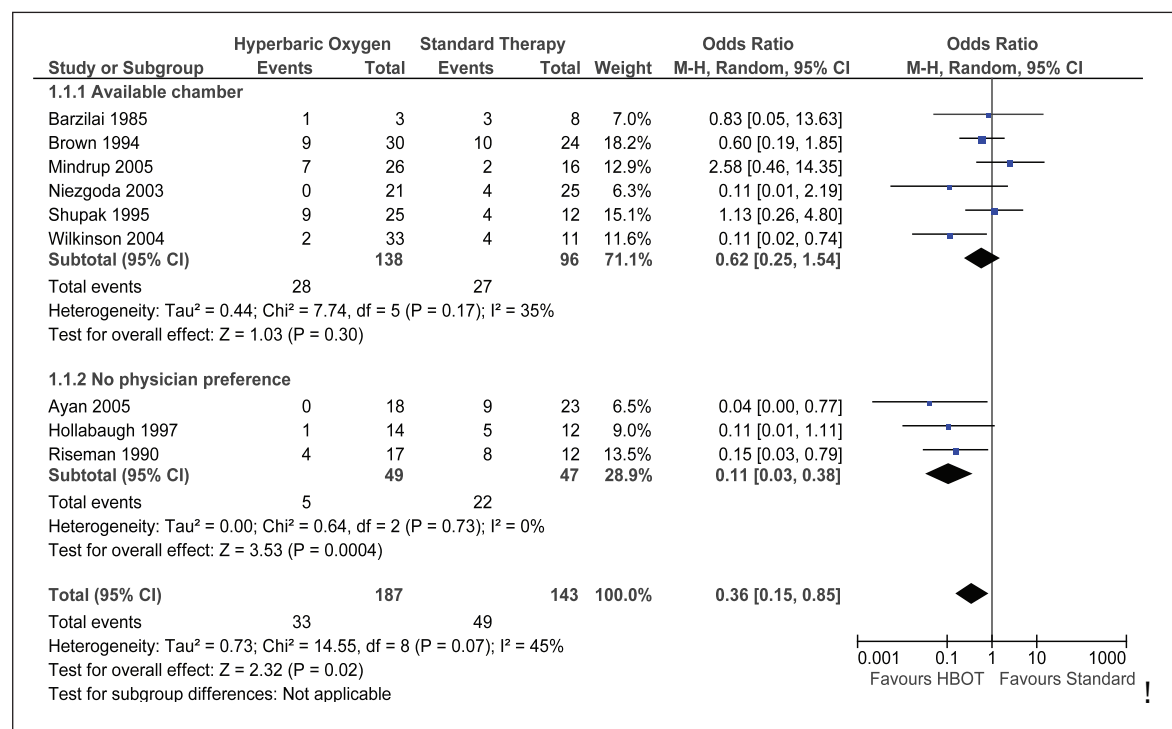 Hyperbaric Oxygen Standard Therapy Odds Ratio Odds Ratio
Study or Subgroup Events Total Events Total Weight M-H, Random, 95% CI M-H, Random, 95% CI
1.1.1 Available chamber
Barzilai 1985 1 3 3 8 7.0% 0.83 [0.05, 13.63]
Brown 1994 9 30 10 24 18.2% 0.60 [0.19, 1.85]
Mindrup 2005 7 26 2 16 12.9% 2.58 [0.46, 14.35]
Niezgoda 2003 0 21 4 25 6.3% 0.11 [0.01, 2.19]
Shupak 1995 9 25 4 12 15.1% 1.13 [0.26, 4.80]
Wilkinson 2004 2 33 4 11 11.6% 0.11 [0.02, 0.74]
Subtotal (95% CI) 138 96 71.1% 0.62 [0.25, 1.54]
Total events 28 27
Heterogeneity: Tau² = 0.44; Chi² = 7.74, df = 5 (P = 0.17); I² = 35%
Test for overall effect: Z = 1.03 (P = 0.30)
1.1.2 No physician preference
Ayan 2005 0 18 9 23 6.5% 0.04 [0.00, 0.77]
Hollabaugh 1997 1 14 5 12 9.0% 0.11 [0.01, 1.11]
Riseman 1990 4 17 8 12 13.5% 0.15 [0.03, 0.79]
Subtotal (95% CI) 49 47 28.9% 0.11 [0.03, 0.38]
Total events 5 22
Heterogeneity: Tau² = 0.00; Chi² = 0.64, df = 2 (P = 0.73); I² = 0%
Test for overall effect: Z = 3.53 (P = 0.0004)
Total (95% CI) 187 143 100.0% 0.36 [0.15, 0.85]
Total events 33 49
Heterogeneity: Tau² = 0.73; Chi² = 14.55, df = 8 (P = 0.07); I² = 45%
Test for overall effect: Z = 2.32 (P = 0.02)
Test for subgroup differences: Not applicable
0.001 0.1 1 10 1000
Favours HBOT Favours Standard !